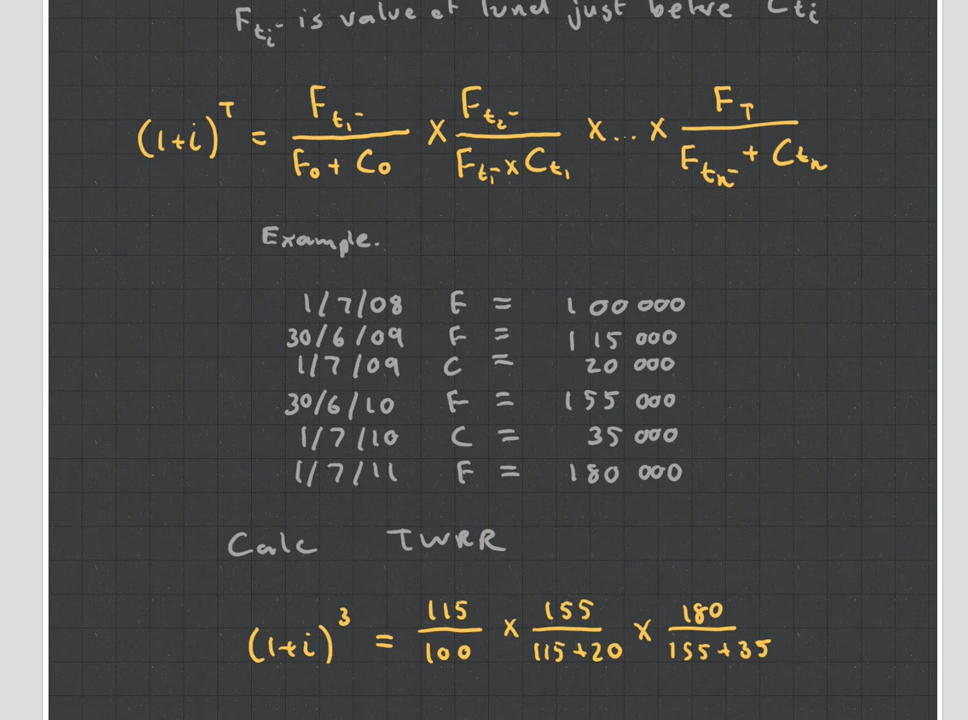 F_{t_i^-} is value of fund just before C_{t_i}
(1+i)^T = F_{t_1^-} / (F_0 + C_0) × F_{t_2^-} / (F_{t_1^-} × C_{t_1}) × ... × F_T / (F_{t_n^-} + C_{t_n})
Example.
1/7/08 F = 100 000
30/6/09 F = 115 000
1/7/09 C = 20 000
30/6/10 F = 155 000
1/7/10 C = 35 000
1/7/11 F = 180 000
Calc TWRR
(1+i)^3 = 115/100 × 155/(115+20) × 180/(155+35)